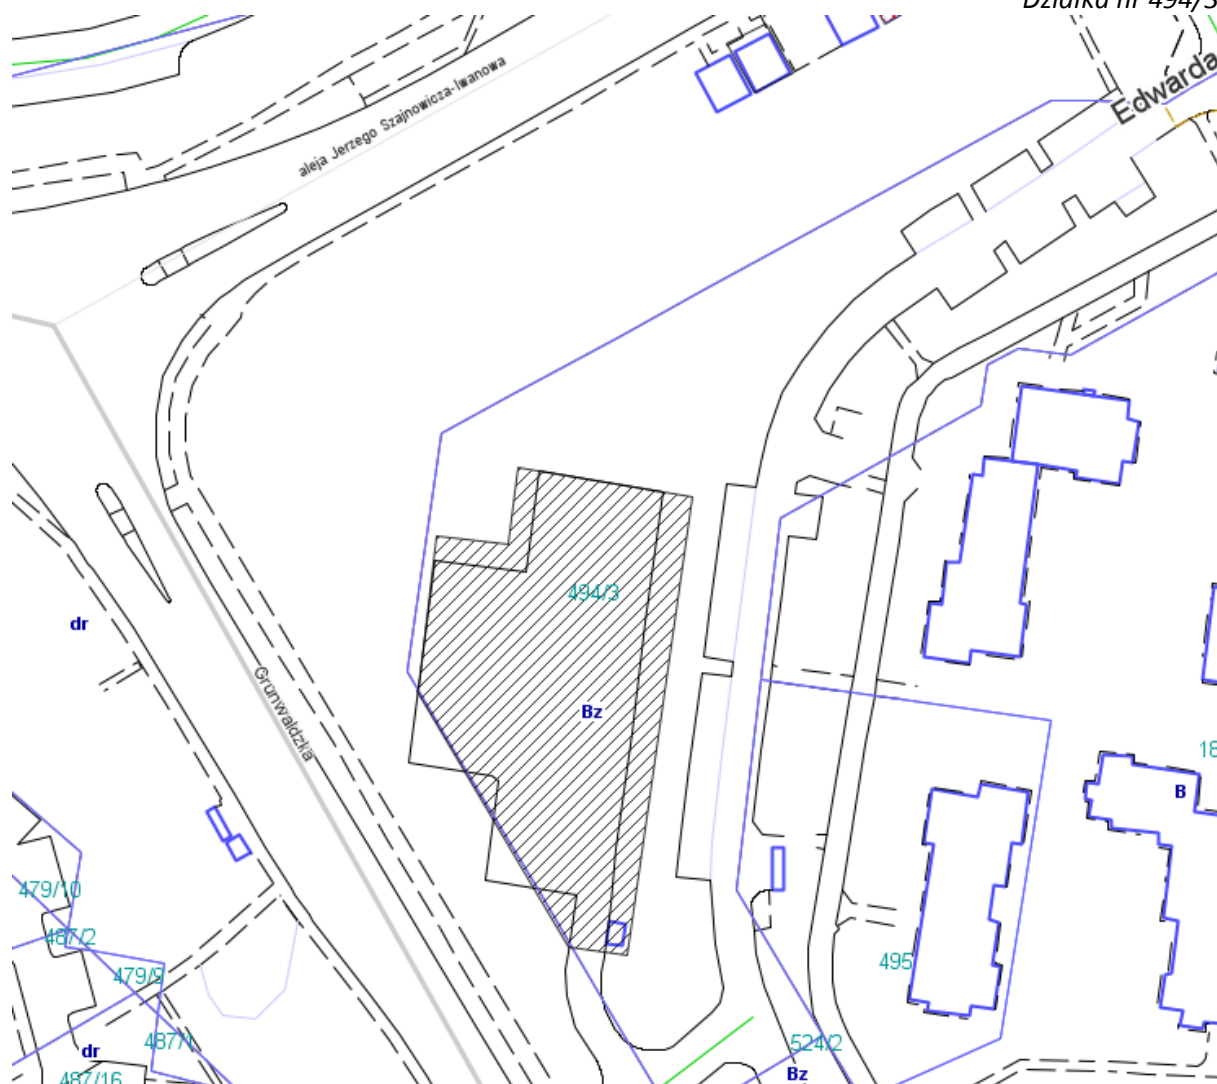 Działka nr 494/3
aleja Jerzego Szajnowicza-Iwanowa
Edwarda
494/3
dr
Grunwaldzka
Bz
18
B
479/10
487/2
479/9
495
487/1
524/2
dr
Bz
487/16